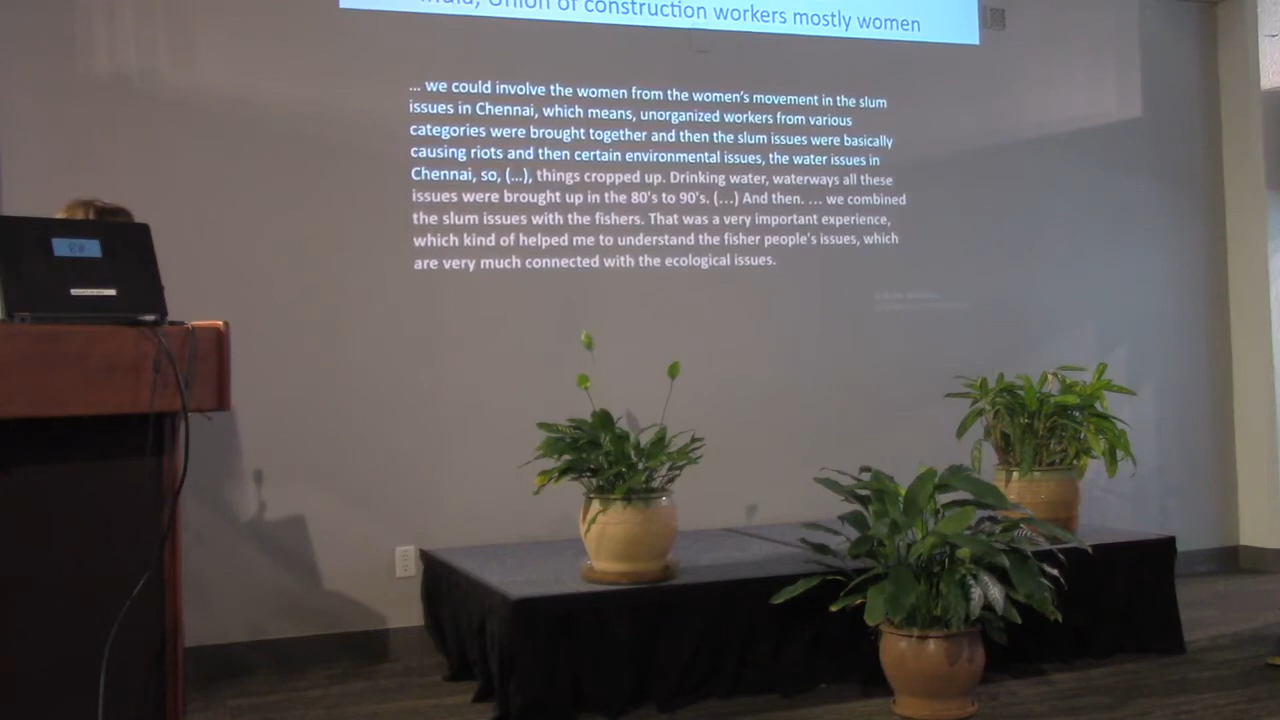 Union of construction workers mostly women
... we could involve the women from the women's movement in the slum
issues in Chennai, which means, unorganized workers from various
categories were brought together and then the slum issues were basically
causing riots and then certain environmental issues, the water issues in
Chennai, so, (...), things cropped up. Drinking water, waterways all these
issues were brought up in the 80's to 90's. (...) And then. ... we combined
the slum issues with the fishers. That was a very important experience,
which kind of helped me to understand the fisher people's issues, which
are very much connected with the ecological issues.